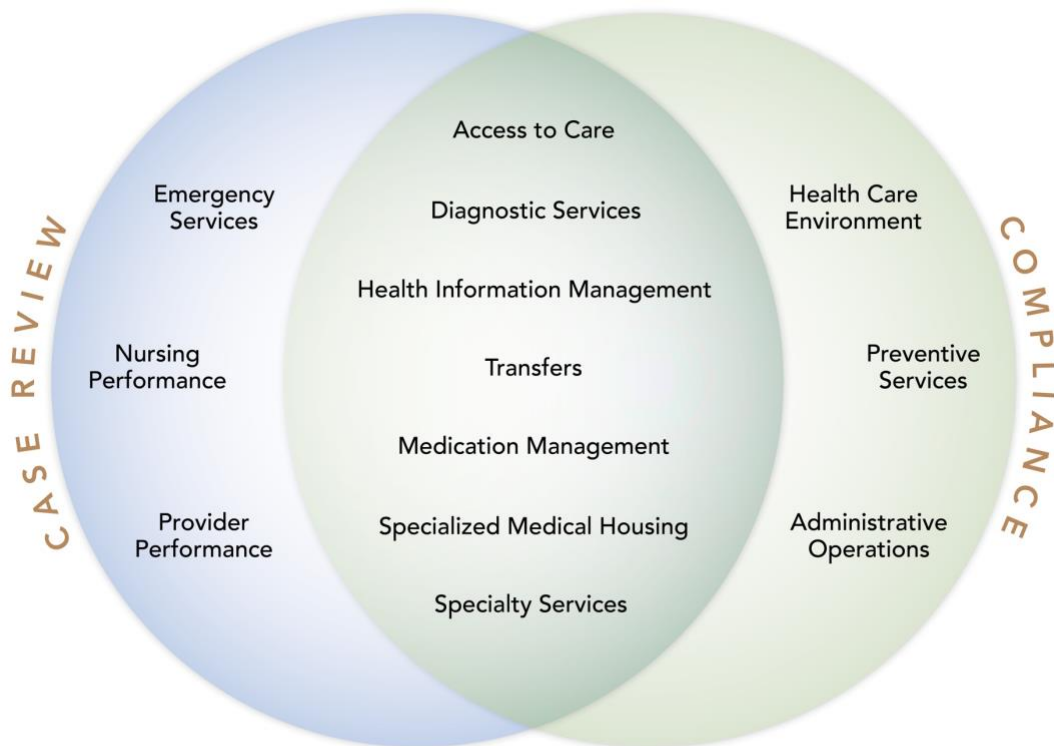 CASE REVIEW
Emergency
Services
Nursing
Performance
Provider
Performance
Access to Care
Diagnostic Services
Health Information Management
Transfers
Medication Management
Specialized Medical Housing
Specialty Services
Health Care
Environment
Preventive
Services
Administrative
Operations
COMPLIANCE